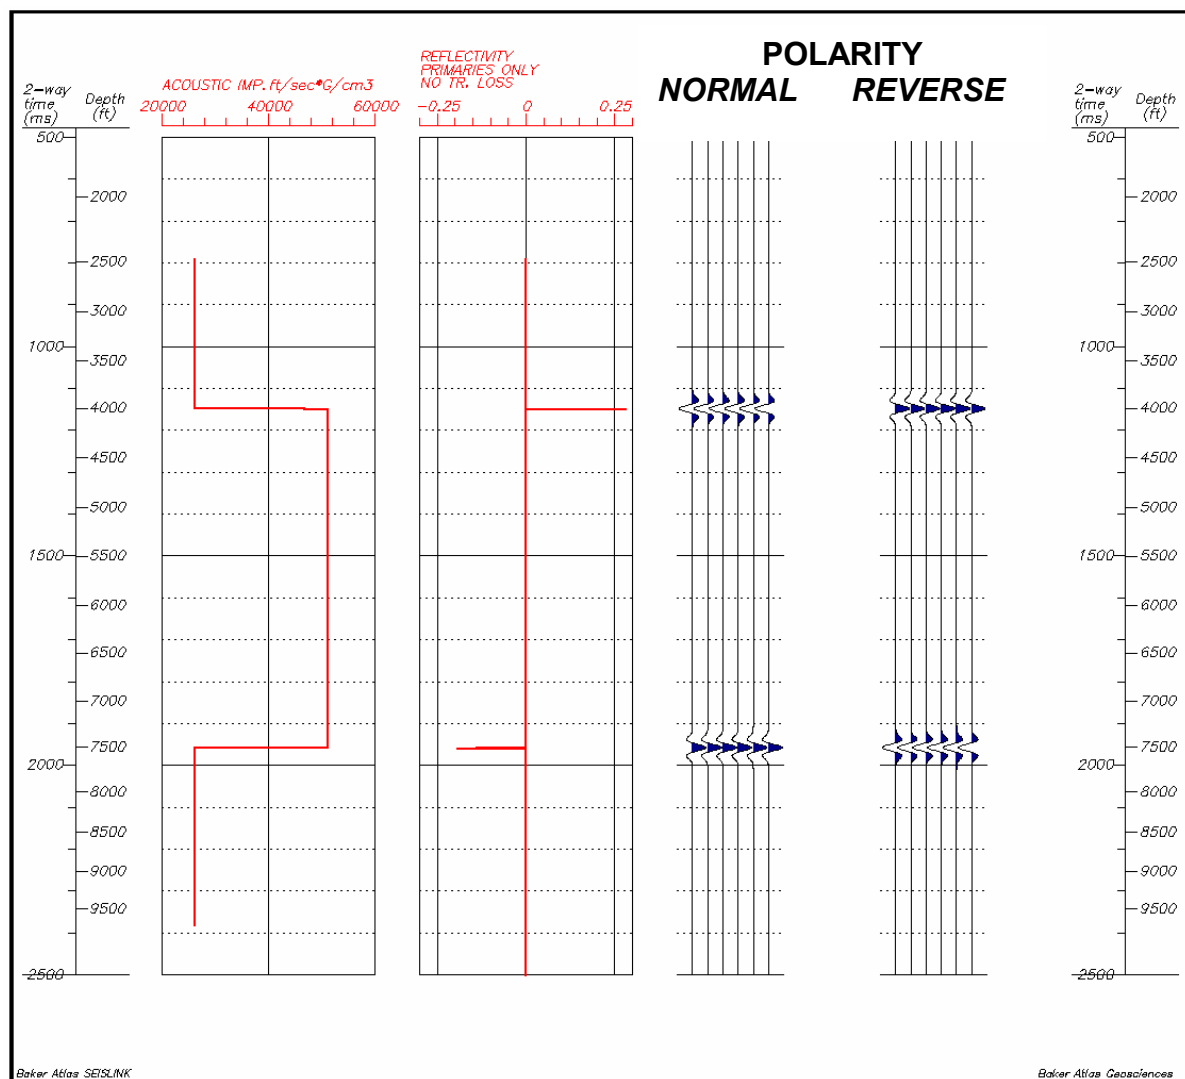 POLARITY
NORMAL REVERSE
REFLECTIVITY
PRIMARIES ONLY
NO TR. LOSS
ACOUSTIC IMP.ft/sec*G/cm3
20000 40000 60000
-0.25 0 0.25
2-way
time
(ms)
Depth
(ft)
500
2000
2500
3000
1000
3500
4000
4500
5000
1500
5500
6000
6500
7000
7500
2000
8000
8500
9000
9500
2500
2-way
time
(ms)
Depth
(ft)
500
2000
2500
3000
1000
3500
4000
4500
5000
1500
5500
6000
6500
7000
7500
2000
8000
8500
9000
9500
2500
Baker Atlas SEISLINK
Baker Atlas Geosciences